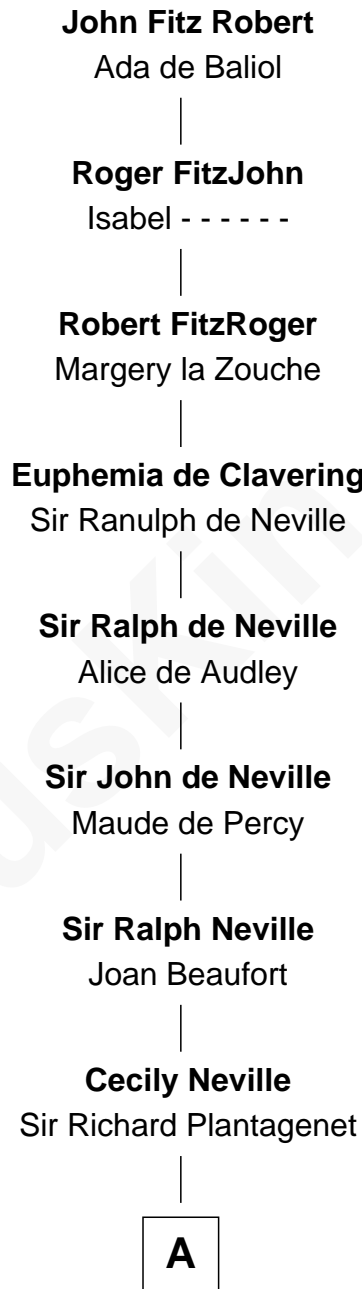 John Fitz Robert
Ada de Baliol
Roger FitzJohn
Isabel - - - - - -
Robert FitzRoger
Margery la Zouche
Euphemia de Clavering
Sir Ranulph de Neville
Sir Ralph de Neville
Alice de Audley
Sir John de Neville
Maude de Percy
Sir Ralph Neville
Joan Beaufort
Cecily Neville
Sir Richard Plantagenet
A